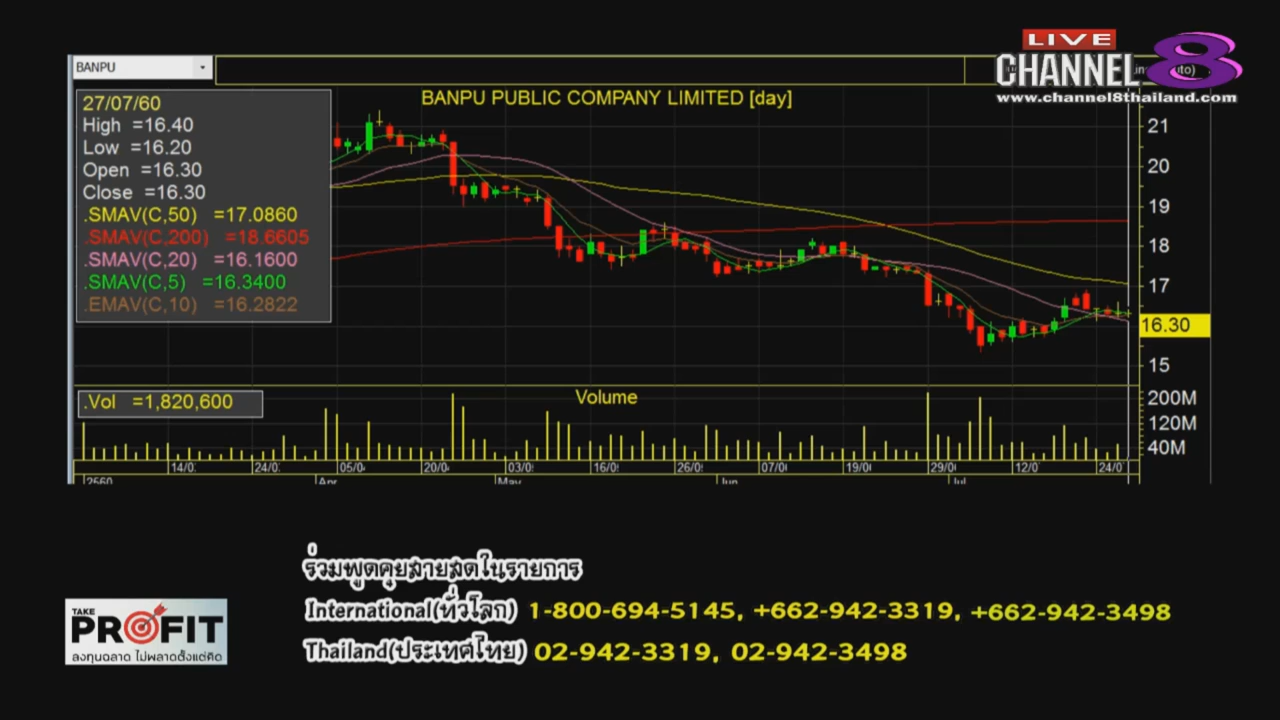 LIVE
CHANNEL 8
www.channel8thailand.com
BANPU
BANPU PUBLIC COMPANY LIMITED [day]
27/07/60
High =16.40
Low =16.20
Open =16.30
Close =16.30
.SMAV(C,50) =17.0860
.SMAV(C,200) =18.6605
.SMAV(C,20) =16.1600
.SMAV(C,5) =16.3400
.EMAV(C,10) =16.2822
21
20
19
18
17
16.30
15
.Vol =1,820,600
Volume
200M
120M
40M
14/0 24/0 05/0 20/0 03/0 16/0 26/0 07/0 19/0 29/0 12/0 24/0
2560 Apr May Jun Jul
ร่วมพูดคุยสายสดในรายการ
International(ทั่วโลก) 1-800-694-5145, +662-942-3319, +662-942-3498
Thailand(ประเทศไทย) 02-942-3319, 02-942-3498
TAKE
PROFIT
ลงทุนฉลาด ไม่พลาดตั้งแต่คิด